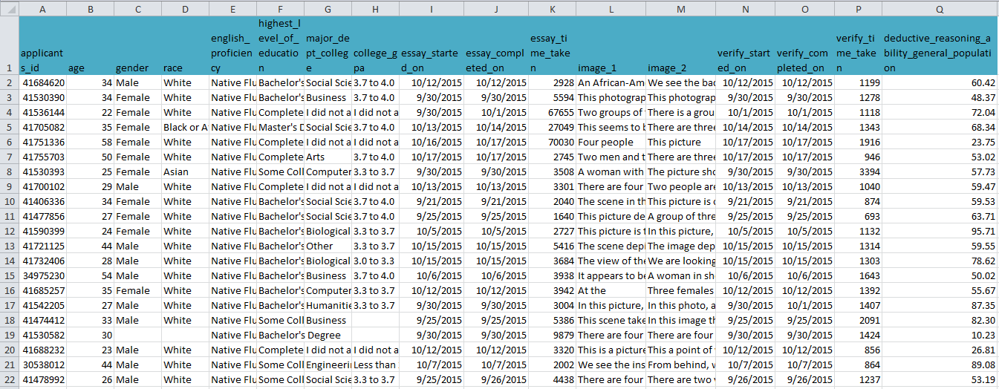 A B C D E F G H I J K L M N O P Q
1 applicant s_id age gender race english_ proficien cy highest_l evel_of_ educatio n major_de pt_colleg e college_g pa essay_starte d_on essay_compl eted_on essay_ti me_take n image_1 image_2 verify_start ed_on verify_com pleted_on verify_ti me_take n deductive_reasoning_a bility_general_populati on
2 41684620 34 Male White Native Flu Bachelor's Social Scie 3.7 to 4.0 10/12/2015 10/12/2015 2928 An African-Am We see the bac 10/12/2015 10/12/2015 1199 60.42
3 41530390 34 Female White Native Flu Bachelor's Business 3.7 to 4.0 9/30/2015 9/30/2015 5594 This photograp This photograp 9/30/2015 9/30/2015 1278 48.37
4 41536144 22 Female White Native Flu Complete I did not a I did not a 9/30/2015 10/1/2015 67655 Two groups of There is a grou 10/1/2015 10/1/2015 1118 72.04
5 41705082 35 Female Black or A Native Flu Master's D Social Scie 3.7 to 4.0 10/13/2015 10/14/2015 27049 This seems to b There are three 10/14/2015 10/14/2015 1343 68.34
6 41751336 58 Female White Native Flu Complete I did not a I did not a 10/16/2015 10/17/2015 70030 Four people This picture 10/17/2015 10/17/2015 1916 23.75
7 41755703 50 Female White Native Flu Complete Arts 3.7 to 4.0 10/17/2015 10/17/2015 2745 Two men and t There are three 10/17/2015 10/17/2015 946 53.02
8 41530393 25 Female Asian Native Flu Some Coll Computer 3.3 to 3.7 9/30/2015 9/30/2015 3508 A woman with The picture sho 9/30/2015 9/30/2015 3394 57.73
9 41700102 29 Male White Native Flu Complete I did not a I did not a 10/13/2015 10/13/2015 3301 There are four Two people are 10/13/2015 10/13/2015 1040 59.47
10 41406336 34 Female White Native Flu Bachelor's Social Scie 3.7 to 4.0 9/21/2015 9/21/2015 2040 The scene in th This picture is c 9/21/2015 9/21/2015 874 59.53
11 41477856 27 Female White Native Flu Bachelor's Social Scie 3.7 to 4.0 9/25/2015 9/25/2015 1640 This picture de A group of thre 9/25/2015 9/25/2015 693 63.71
12 41590399 24 Female White Native Flu Bachelor's Biological 3.3 to 3.7 10/5/2015 10/5/2015 2727 This picture is t In this picture, 10/5/2015 10/5/2015 1132 95.71
13 41721125 44 Male White Native Flu Bachelor's Other 3.3 to 3.7 10/15/2015 10/15/2015 5416 The scene depi The image dep 10/15/2015 10/15/2015 1314 59.55
14 41732406 28 Male White Native Flu Bachelor's Biological 3.0 to 3.3 10/15/2015 10/15/2015 3684 The view of the We are looking 10/15/2015 10/15/2015 1303 78.62
15 34975230 54 Male White Native Flu Bachelor's Business 3.7 to 4.0 10/6/2015 10/6/2015 3938 It appears to be A woman in sh 10/6/2015 10/6/2015 1643 50.02
16 41685257 35 Female White Native Flu Bachelor's Computer 3.3 to 3.7 10/12/2015 10/12/2015 3942 At the Three females 10/12/2015 10/12/2015 1392 55.67
17 41542205 27 Male White Native Flu Bachelor's Humanitie 3.3 to 3.7 9/30/2015 9/30/2015 3004 In this picture, In this photo, a 9/30/2015 10/1/2015 1407 87.35
18 41474412 33 Male White Native Flu Some Coll Business 9/25/2015 9/25/2015 5386 This scene take In this image th 9/25/2015 9/25/2015 2091 82.30
19 41530582 30 Native Flu Bachelor's Degree 9/30/2015 9/30/2015 9879 There are four There are four 9/30/2015 9/30/2015 1424 10.23
20 41688232 23 Male White Native Flu Complete I did not a I did not a 10/12/2015 10/12/2015 3320 This is a picture This a point of 10/12/2015 10/12/2015 856 26.81
21 30538012 44 Male White Native Flu Some Coll Engineeri Less than 10/7/2015 10/7/2015 2002 We see the ins From behind, w 10/7/2015 10/7/2015 864 89.08
22 41478992 26 Male White Native Flu Some Coll Social Scie 3.3 to 3.7 9/25/2015 9/26/2015 4438 There are four There are two 9/26/2015 9/26/2015 1237 53.19